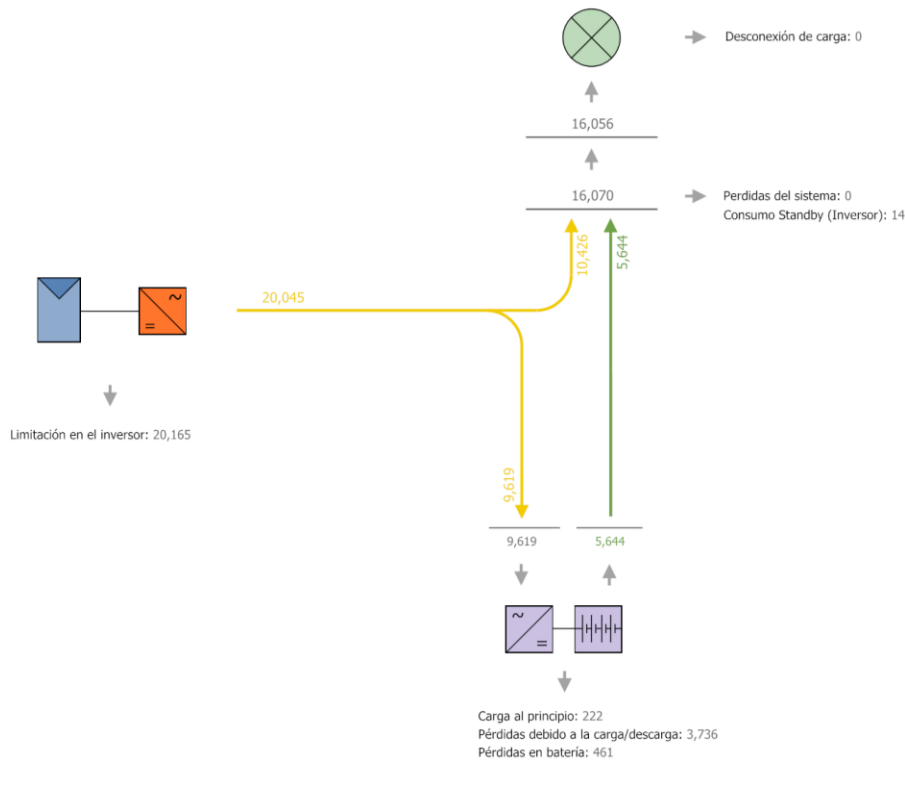 Desconexión de carga: 0
16,056
16,070
Perdidas del sistema: 0
Consumo Standby (Inversor): 14
10,426
5,644
20,045
Limitación en el inversor: 20,165
9,619
9,619
5,644
Carga al principio: 222
Pérdidas debido a la carga/descarga: 3,736
Pérdidas en batería: 461